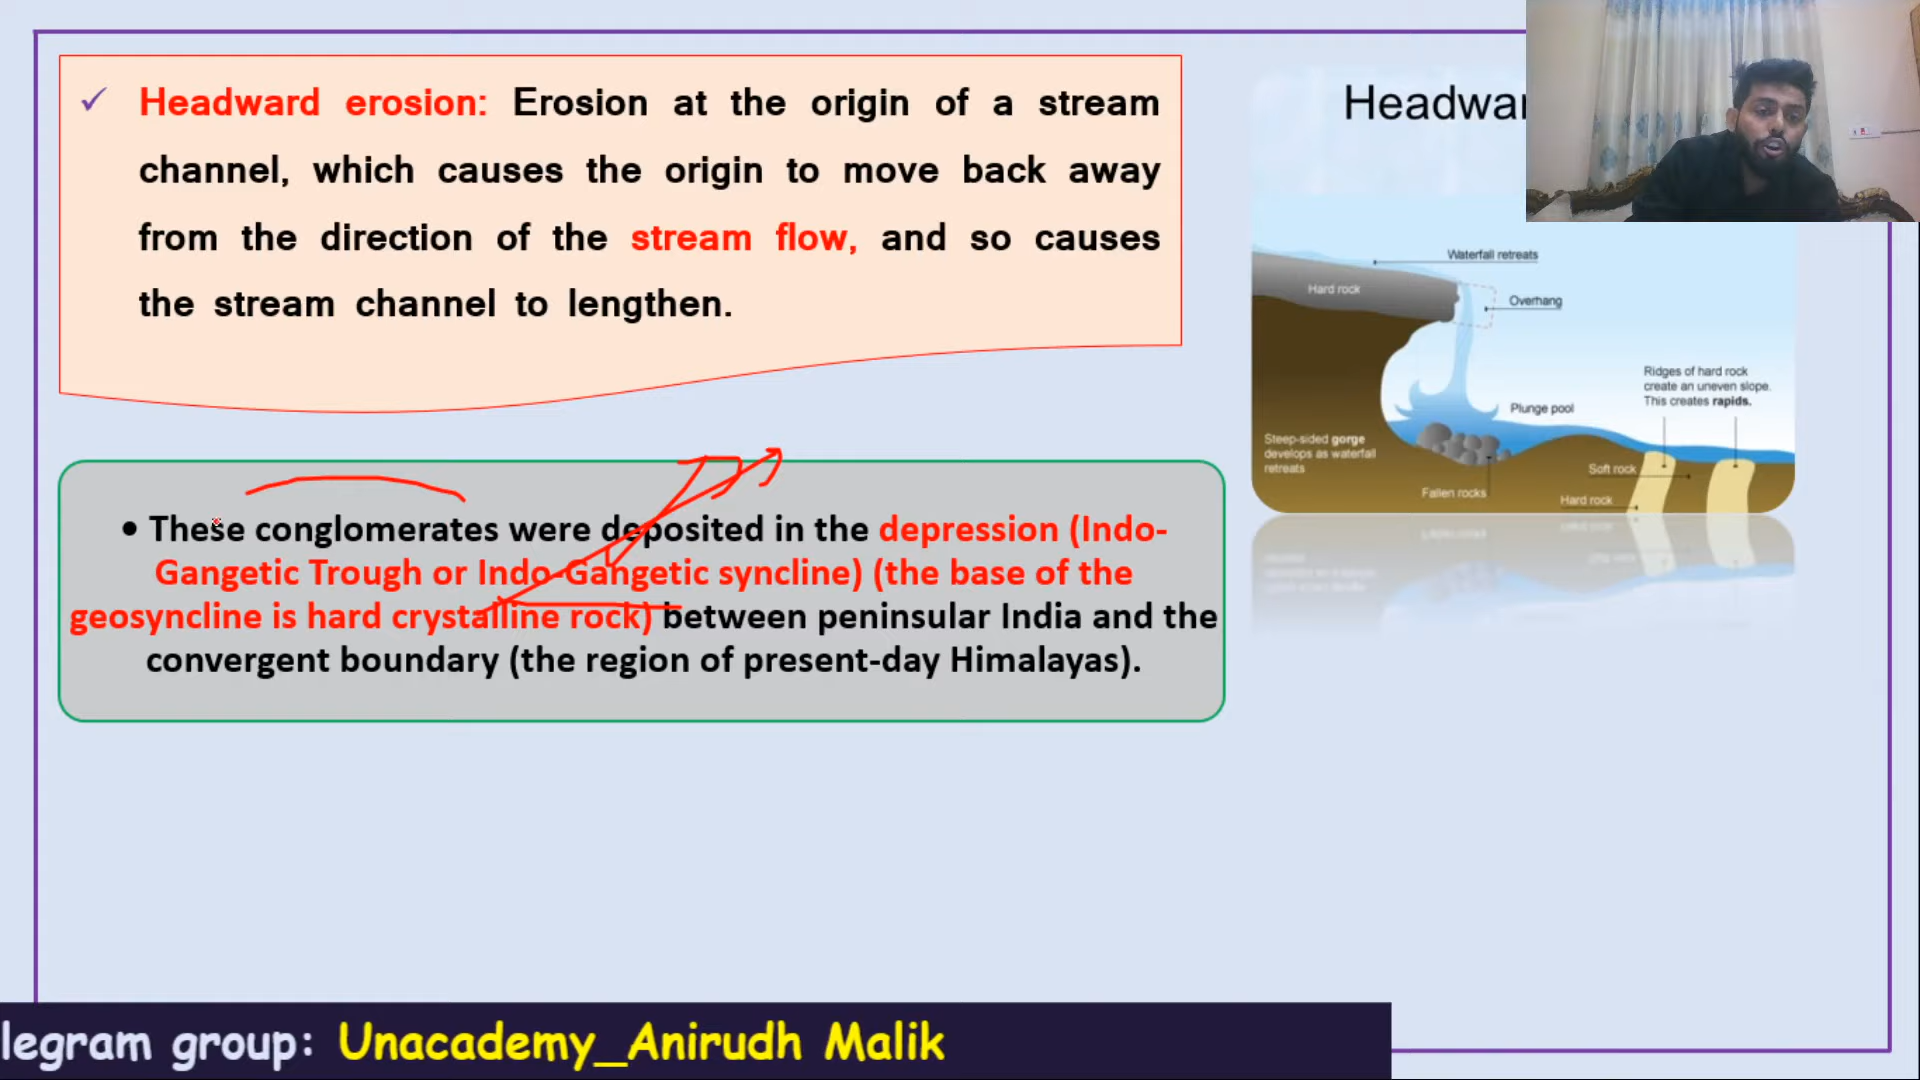 ✓ Headward erosion: Erosion at the origin of a stream
channel, which causes the origin to move back away
from the direction of the stream flow, and so causes
the stream channel to lengthen.
Waterfall retreats
Hard rock
Overhang
Ridges of hard rock
create an uneven slope.
This creates rapids.
Plunge pool
Steep-sided gorge
develops as waterfall
retreats
Soft rock
Fallen rocks
Hard rock
• These conglomerates were deposited in the depression (Indo-
Gangetic Trough or Indo-Gangetic syncline) (the base of the
geosyncline is hard crystalline rock) between peninsular India and the
convergent boundary (the region of present-day Himalayas).
group: Unacademy_Anirudh Malik